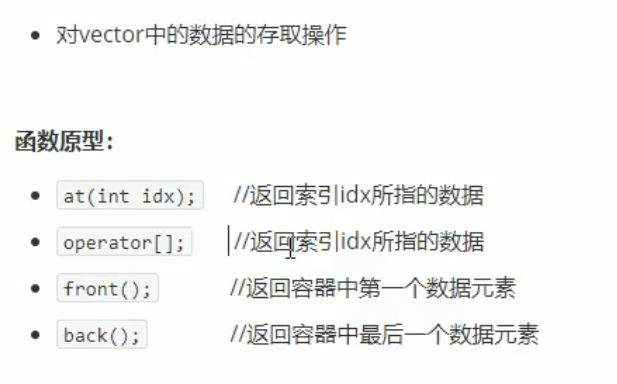 对vector中的数据的存取操作
函数原型：
at(int idx); //返回索引idx所指的数据
operator[]; //返回索引idx所指的数据
front(); //返回容器中第一个数据元素
back(); //返回容器中最后一个数据元素